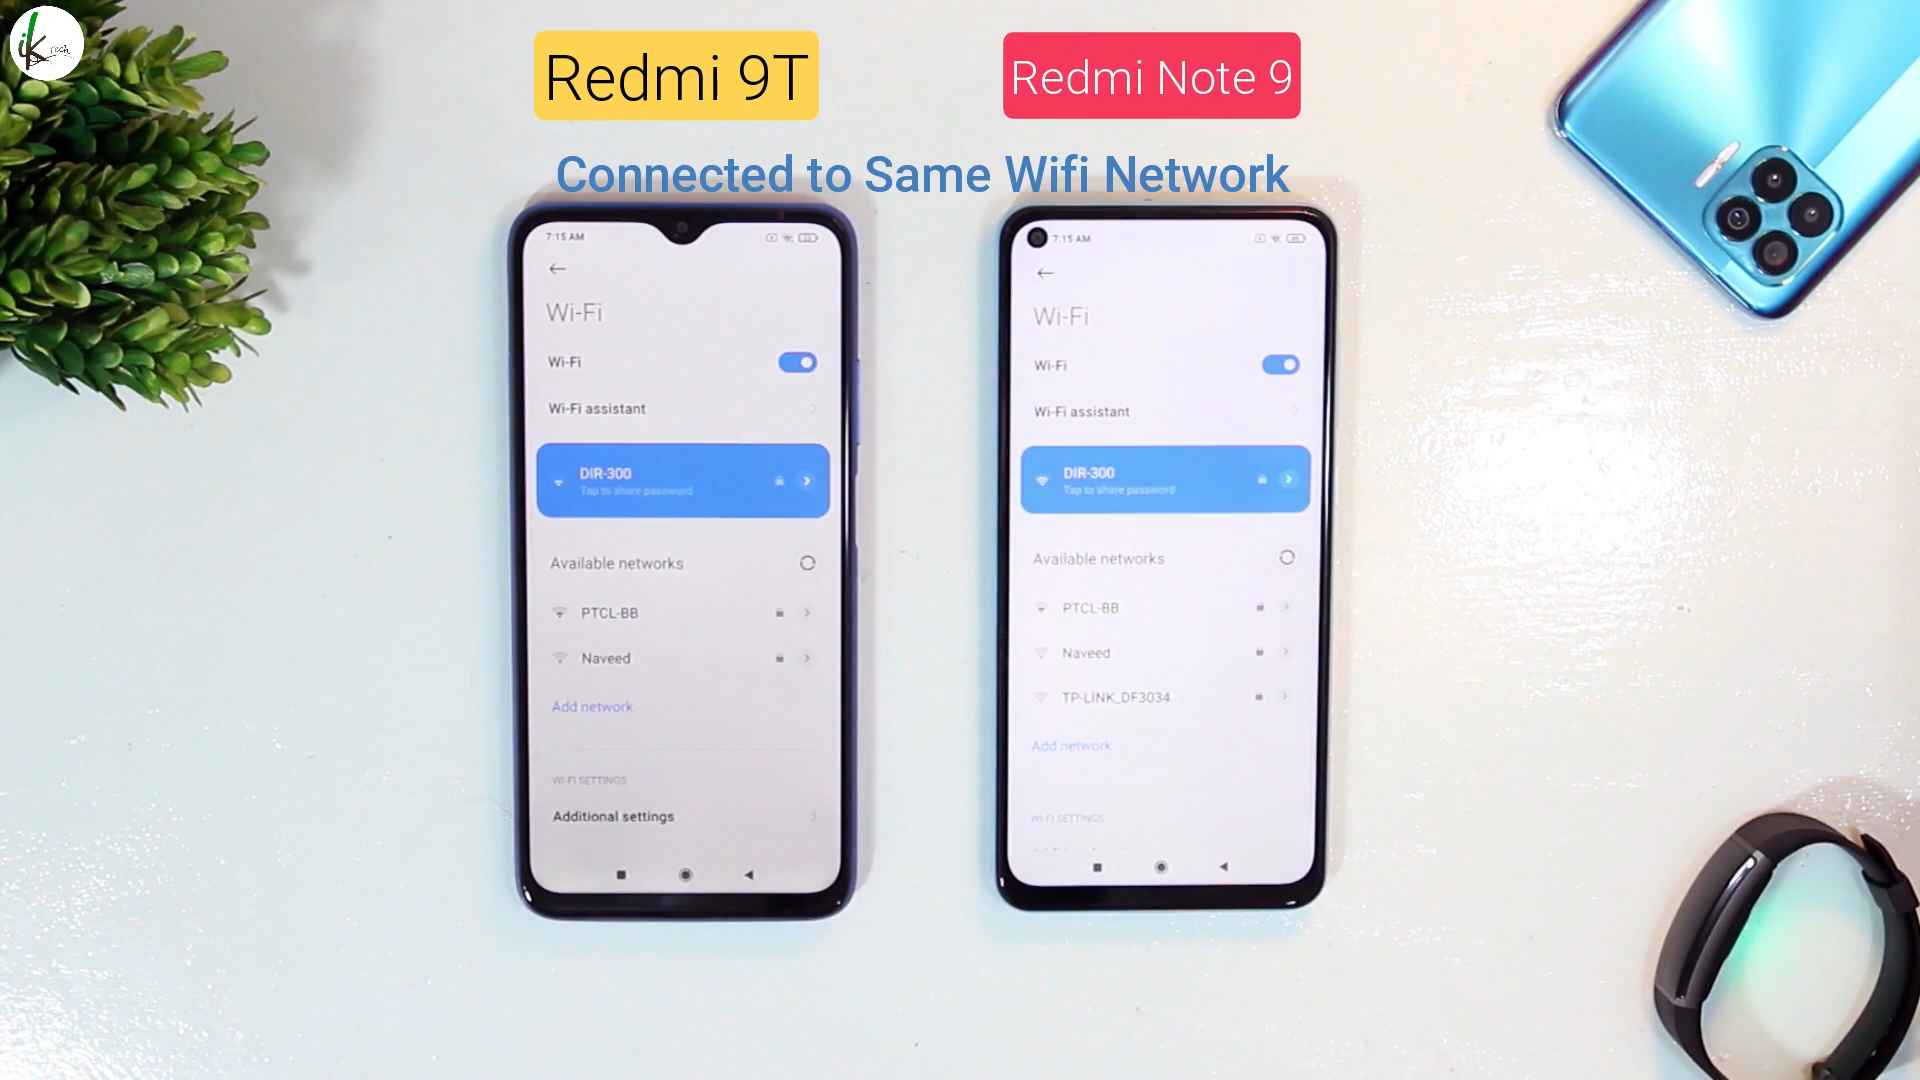 Redmi 9T
Redmi Note 9
Connected to Same Wifi Network
7:15 AM
Wi-Fi
Wi-Fi
Wi-Fi assistant
DIR-300
Tap to share password
Available networks
PTCL-BB
Naveed
Add network
WI-FI SETTINGS
Additional settings
7:15 AM
Wi-Fi
Wi-Fi
Wi-Fi assistant
DIR-300
Tap to share password
Available networks
PTCL-BB
Naveed
TP-LINK_DF3034
Add network
WI-FI SETTINGS